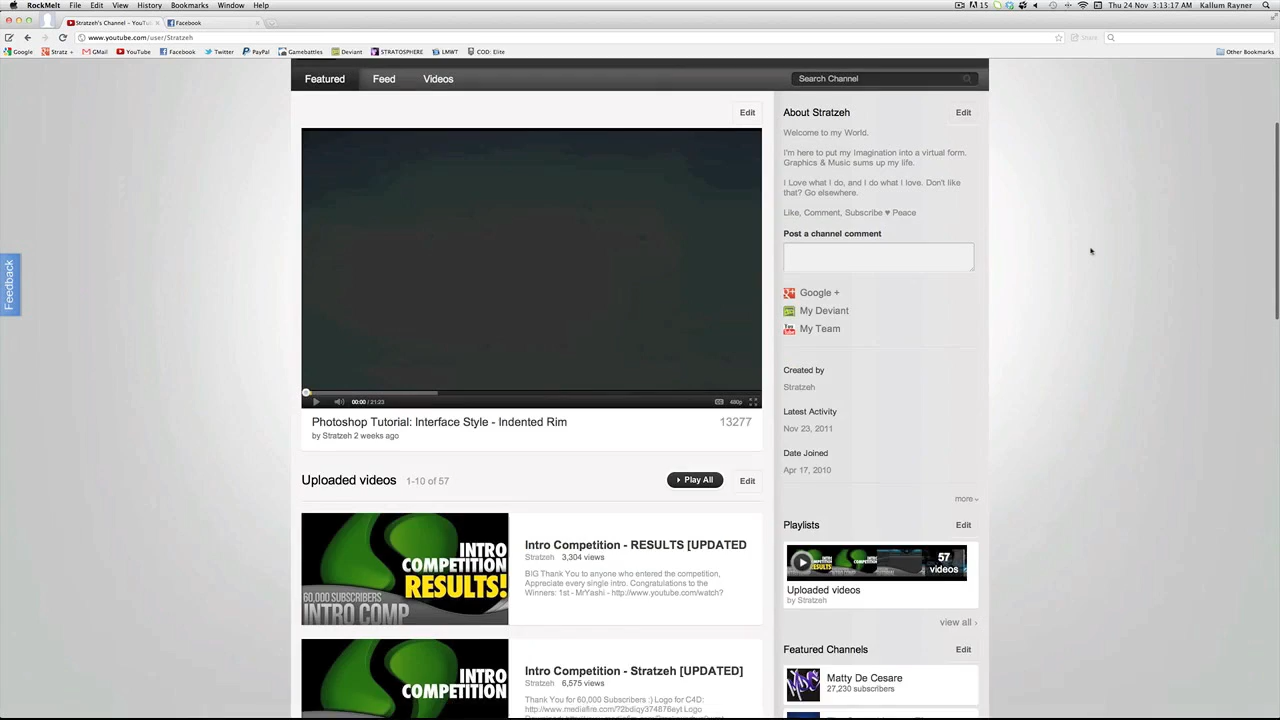 RockMelt File Edit View History Bookmarks Window Help 15 Thu 24 Nov 3:13:17 AM Kallum Rayner
Stratzeh's Channel - YouTu Facebook
www.youtube.com/user/Stratzeh Share
Google Stratz + GMail YouTube Facebook Twitter PayPal Gamebattles Deviant STRATOSPHERE LMWT COD: Elite Other Bookmarks
Featured Feed Videos Search Channel
Edit
About Stratzeh Edit
Welcome to my World.
I'm here to put my Imagination into a virtual form.
Graphics & Music sums up my life.
I Love what I do, and I do what I love. Don't like
that? Go elsewhere.
Like, Comment, Subscribe ♥ Peace
Post a channel comment
Google +
My Deviant
My Team
Feedback
00:00 / 21:23 480p
Photoshop Tutorial: Interface Style - Indented Rim 13277
by Stratzeh 2 weeks ago
Created by
Stratzeh
Latest Activity
Nov 23, 2011
Date Joined
Apr 17, 2010
more
Uploaded videos 1-10 of 57 Play All Edit
INTRO
COMPETITION
RESULTS!
60,000 SUBSCRIBERS
INTRO COMP
Intro Competition - RESULTS [UPDATED
Stratzeh 3,304 views
BIG Thank You to anyone who entered the competition,
Appreciate every single intro. Congratulations to the
Winners: 1st - MrYashi - http://www.youtube.com/watch?
INTRO
COMPETITION
Intro Competition - Stratzeh [UPDATED]
Stratzeh 6,575 views
Thank You for 60,000 Subscribers :) Logo for C4D:
Playlists Edit
57
videos
Uploaded videos
by Stratzeh
view all ›
Featured Channels Edit
Matty De Cesare
27,230 subscribers